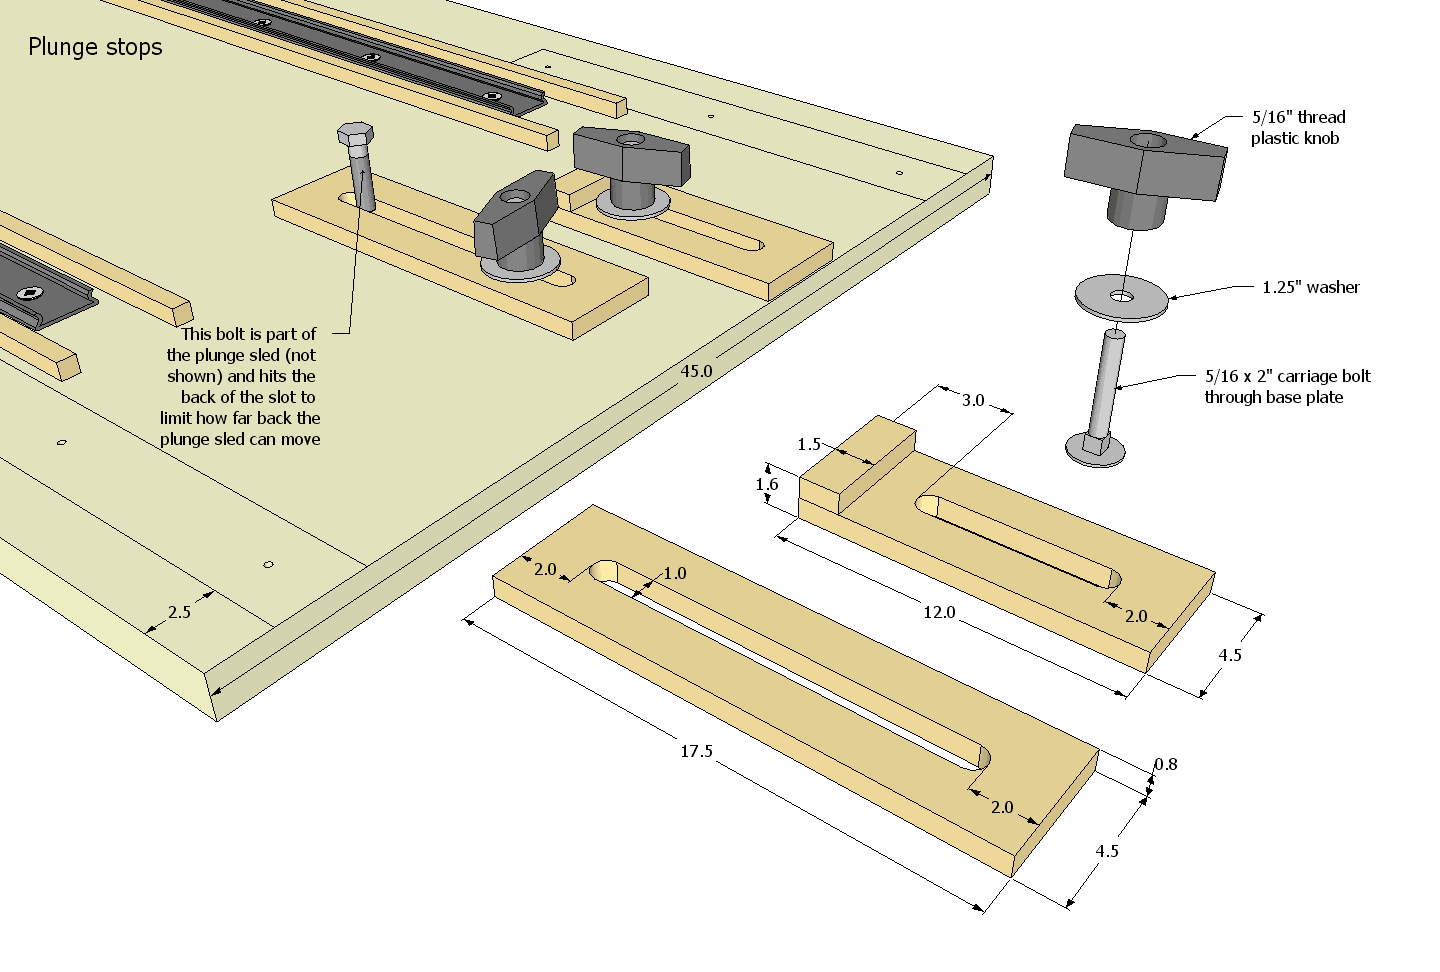 Plunge stops
5/16" thread
plastic knob
1.25" washer
5/16 x 2" carriage bolt
through base plate
This bolt is part of
the plunge sled (not
shown) and hits the
back of the slot to
limit how far back the
plunge sled can move
45.0
3.0
1.5
1.6
2.0
1.0
12.0
2.0
4.5
2.5
17.5
0.8
2.0
4.5